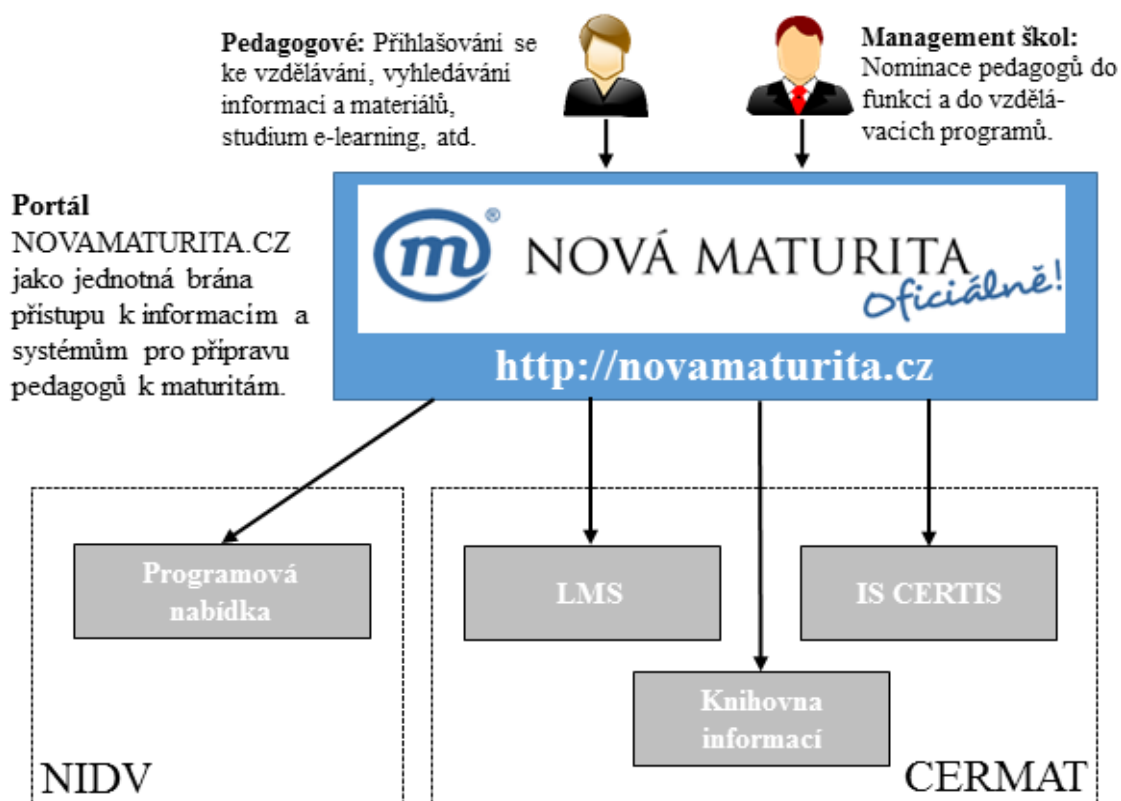 Pedagogové: Přihlašování se
ke vzdělávání, vyhledávání
informací a materiálů,
studium e-learning, atd.
Management škol:
Nominace pedagogů do
funkcí a do vzdělá-
vacích programů.
Portál
NOVAMATURITA.CZ
jako jednotná brána
přístupu k informacím a
systémům pro přípravu
pedagogů k maturitám.
m® NOVÁ MATURITA
Oficiálně!
http://novamaturita.cz
Programová
nabídka
LMS
IS CERTIS
Knihovna
informací
NIDV
CERMAT